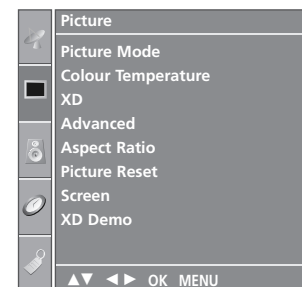 Picture
Picture Mode
Colour Temperature
XD
Advanced
Aspect Ratio
Picture Reset
Screen
XD Demo
▲▼ ◄► OK MENU